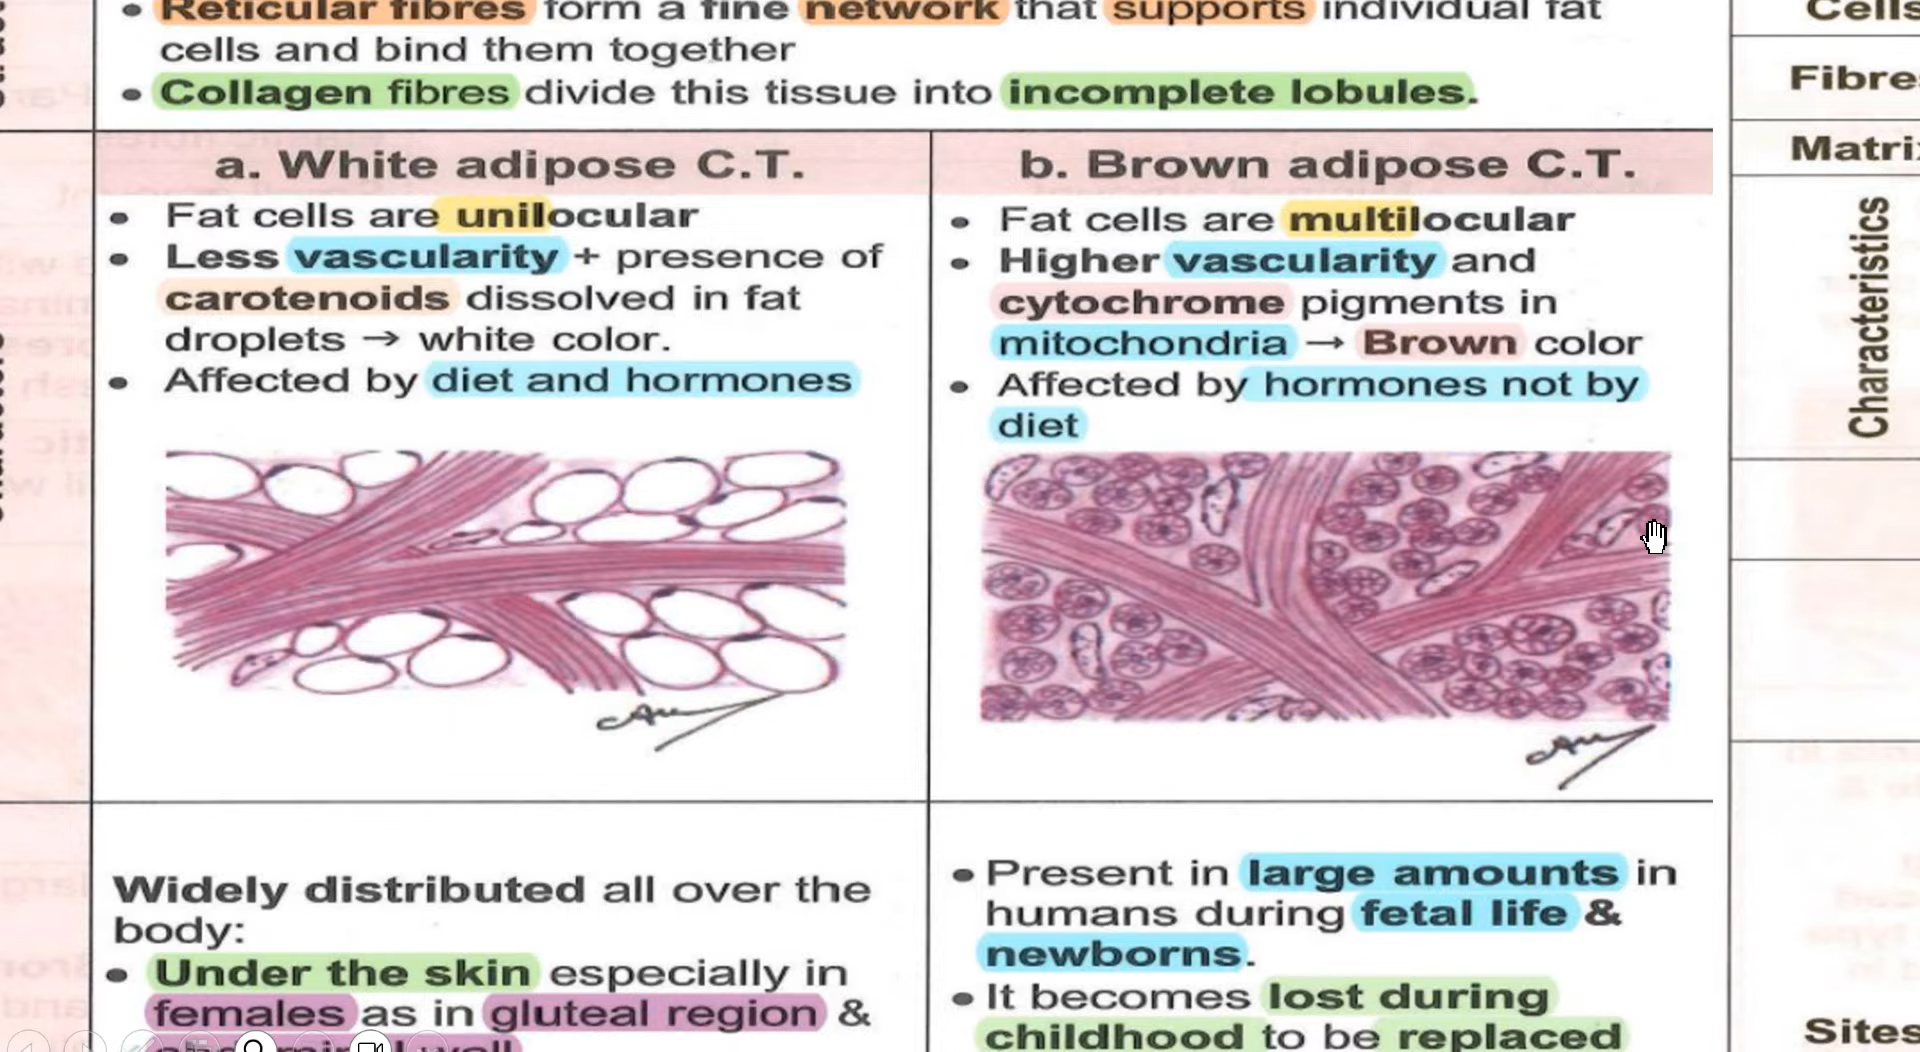 • Reticular fibres form a fine network that supports individual fat
cells and bind them together
• Collagen fibres divide this tissue into incomplete lobules.
a. White adipose C.T.
• Fat cells are unilocular
• Less vascularity + presence of
carotenoids dissolved in fat
droplets → white color.
• Affected by diet and hormones
b. Brown adipose C.T.
• Fat cells are multilocular
• Higher vascularity and
cytochrome pigments in
mitochondria → Brown color
• Affected by hormones not by
diet
Widely distributed all over the
body:
• Under the skin especially in
females as in gluteal region &
• Present in large amounts in
humans during fetal life &
newborns.
• It becomes lost during
childhood to be replaced
Cells
Fibre
Matri
Characteristics
Sites